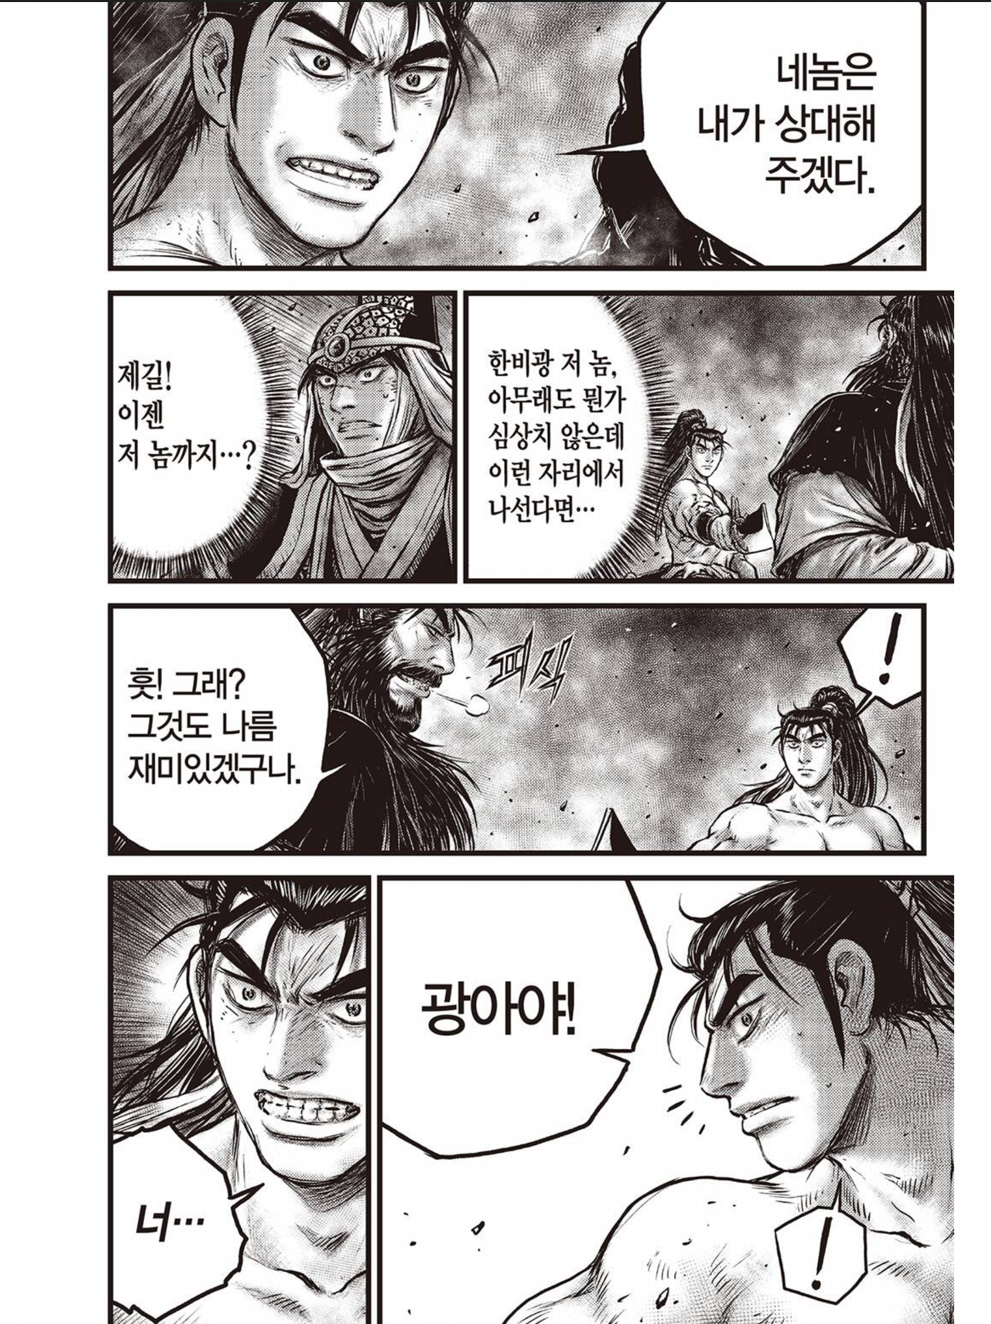 네놈은
내가 상대해
주겠다.
제길!
이젠
저 놈까지…?
한비광 저 놈,
아무래도 뭔가
심상치 않은데
이런 자리에서
나선다면…
훗! 그래?
그것도 나름
재미있겠구나.
피식
!
광아야!
너…
!